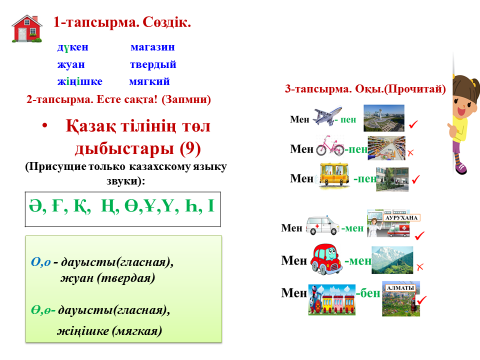 1-тапсырма. Сөздік.
дүкен магазин
жуан твердый
жіңішке мягкий
2-тапсырма. Есте сақта! (Запмни)
• Қазақ тілінің төл
дыбыстары (9)
(Присущие только казахскому языку
звуки):
Ә, Ғ, Қ, Ң, Ө,Ұ,Ү, Һ, І
О,о - дауысты(гласная),
жуан (твердая)
Ө,ө- дауысты(гласная),
жіңішке (мягкая)
3-тапсырма. Оқы.(Прочитай)
Мен - пен
Мен -пен
Мен -пен
Мен -мен АУРУХАНА
Мен -мен
Мен -бен АЛМАТЫ